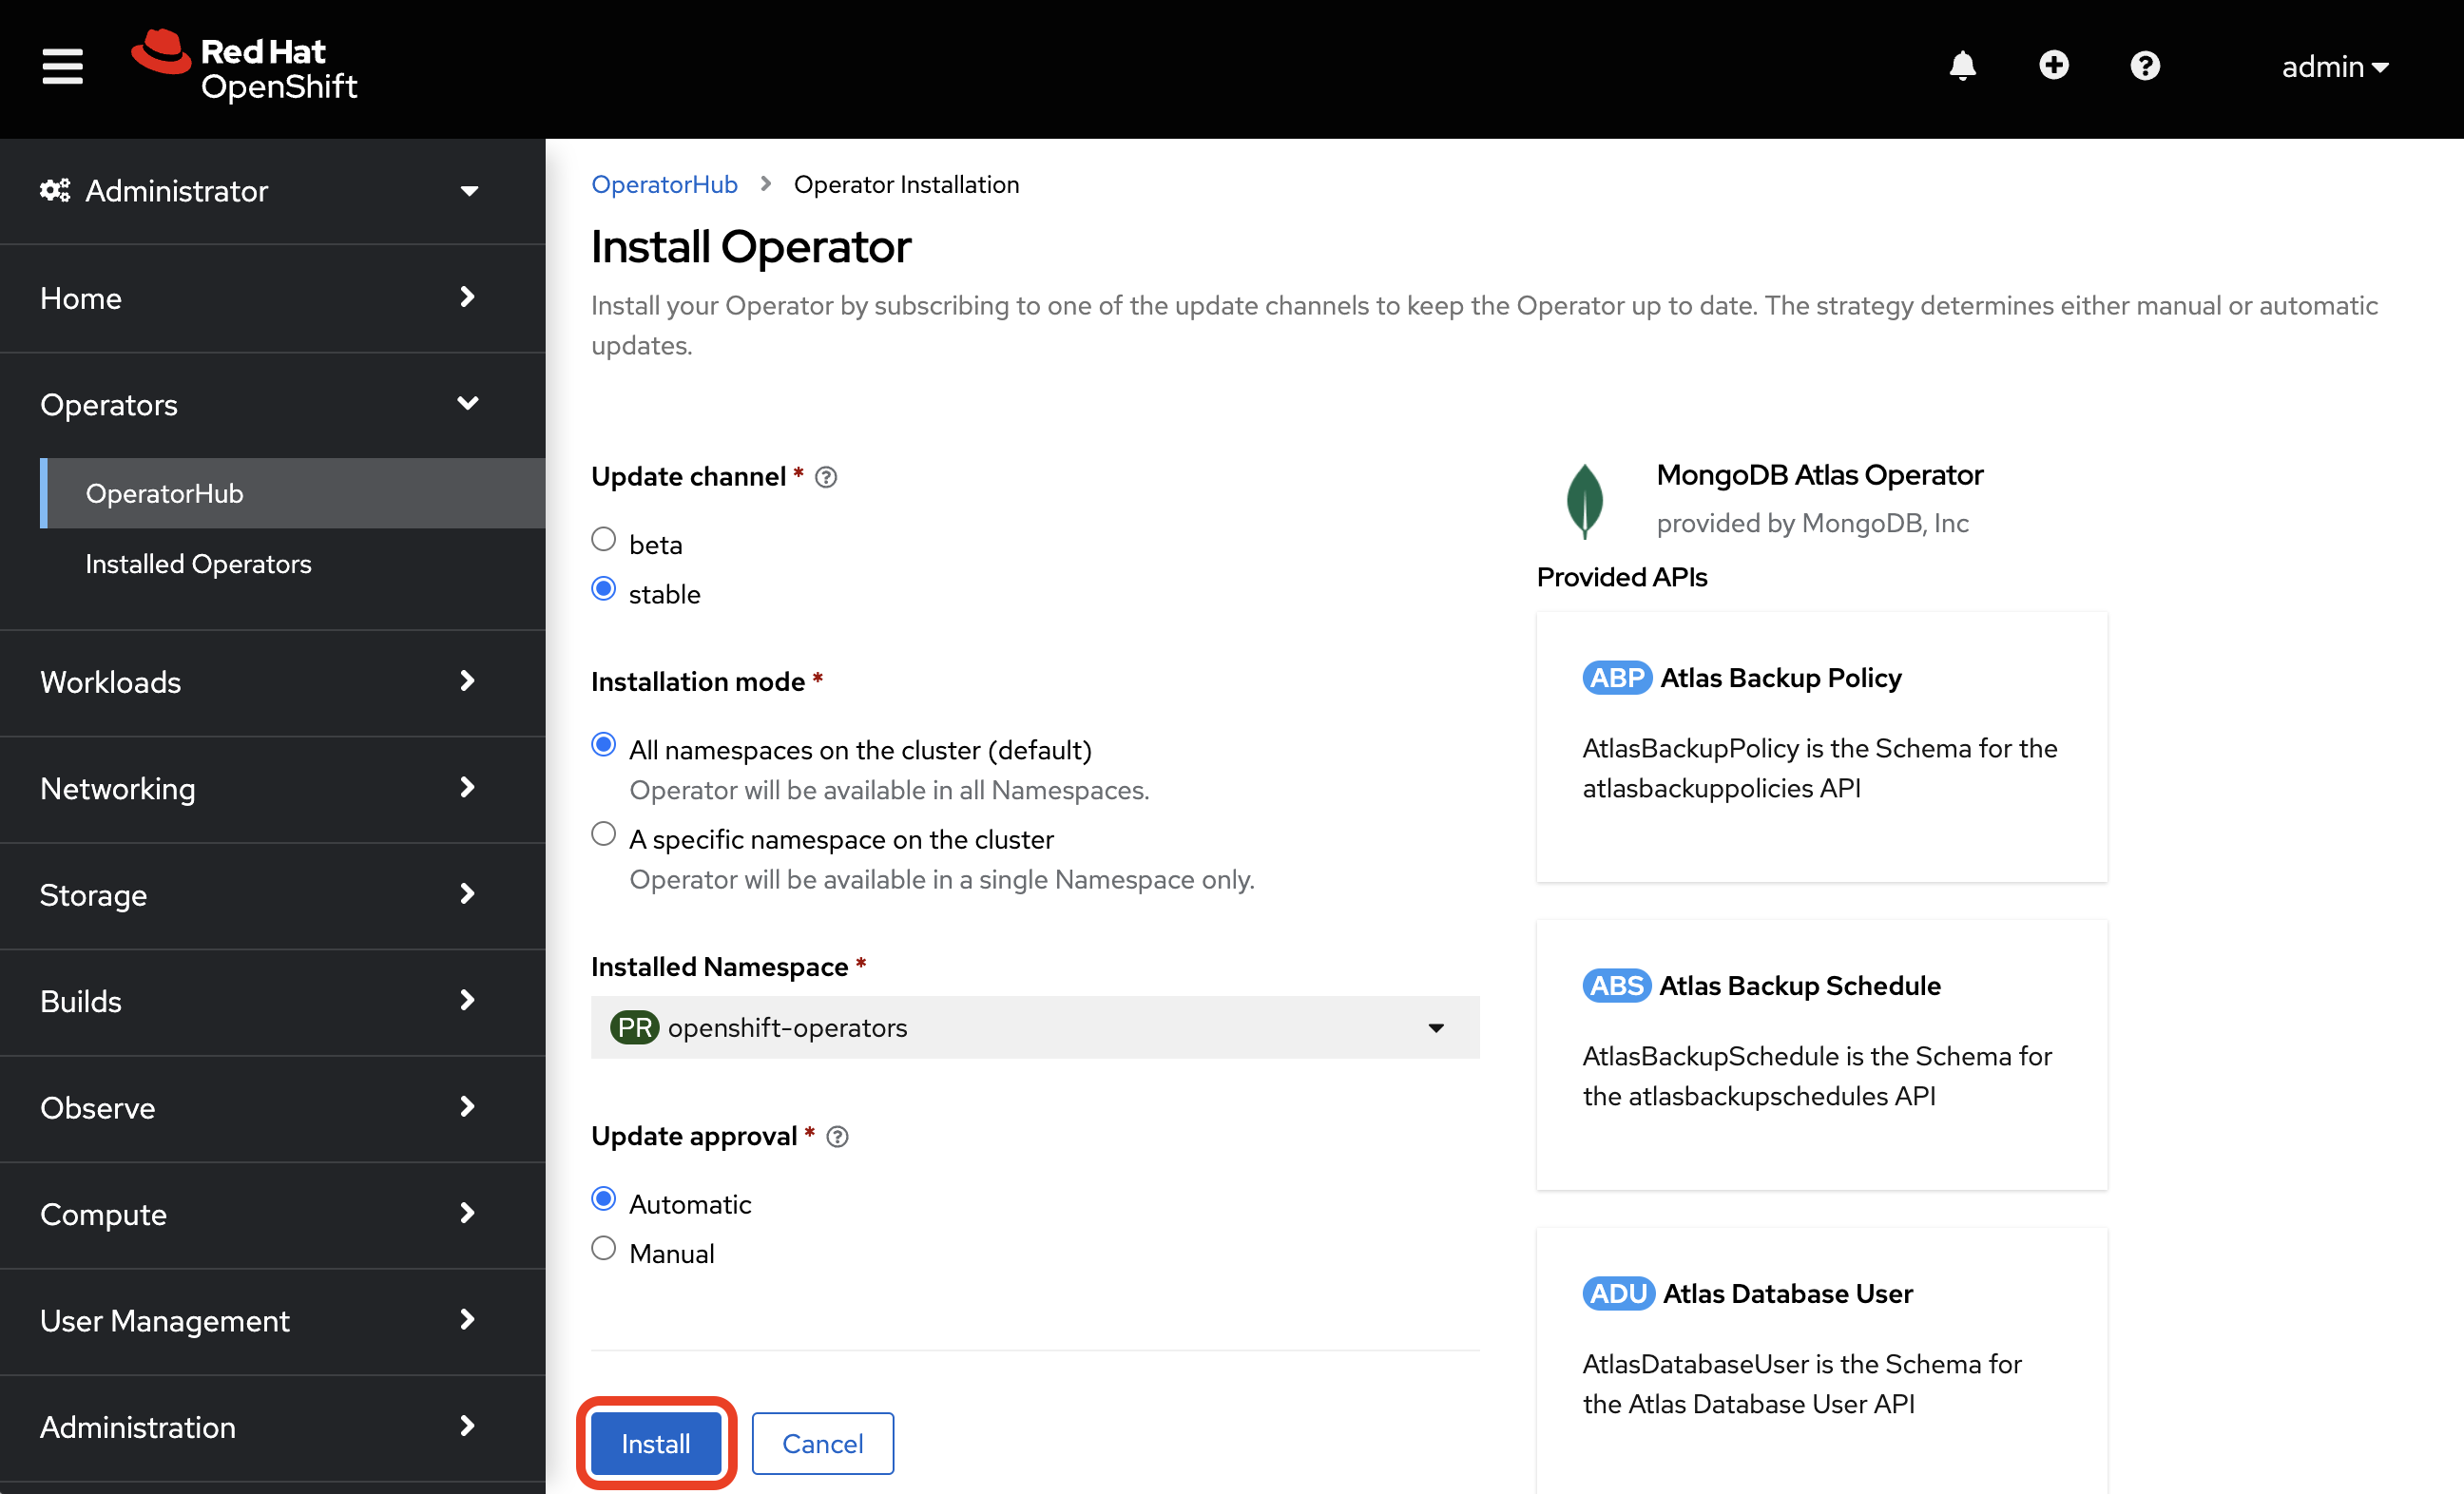 Red Hat
OpenShift
admin
Administrator
Home
Operators
OperatorHub
Installed Operators
Workloads
Networking
Storage
Builds
Observe
Compute
User Management
Administration
OperatorHub > Operator Installation
Install Operator
Install your Operator by subscribing to one of the update channels to keep the Operator up to date. The strategy determines either manual or automatic
updates.
Update channel *
beta
stable
Installation mode *
All namespaces on the cluster (default)
Operator will be available in all Namespaces.
A specific namespace on the cluster
Operator will be available in a single Namespace only.
Installed Namespace *
PR openshift-operators
Update approval *
Automatic
Manual
Install
Cancel
MongoDB Atlas Operator
provided by MongoDB, Inc
Provided APIs
ABP Atlas Backup Policy
AtlasBackupPolicy is the Schema for the
atlasbackuppolicies API
ABS Atlas Backup Schedule
AtlasBackupSchedule is the Schema for
the atlasbackupschedules API
ADU Atlas Database User
AtlasDatabaseUser is the Schema for
the Atlas Database User API